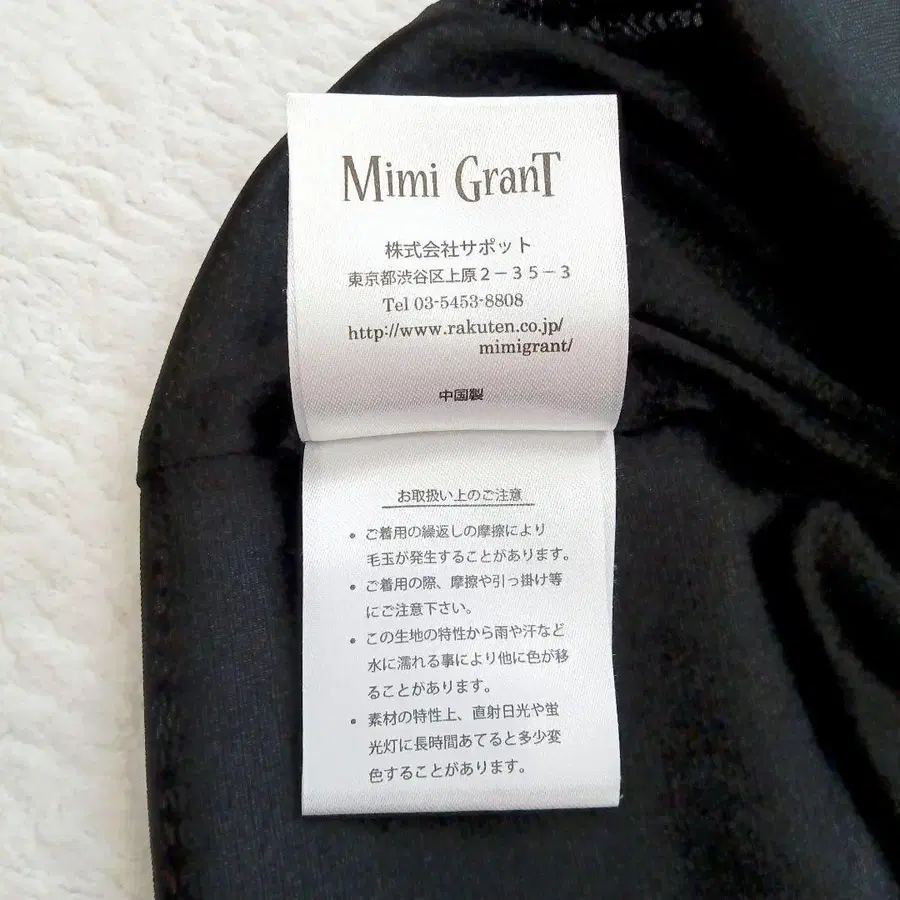 Mimi GranT
株式会社サポット
東京都渋谷区上原2-35-3
Tel 03-5453-8808
http://www.rakuten.co.jp/
mimigrant/
中国製
お取扱い上のご注意
• ご着用の繰返しの摩擦により
毛玉が発生することがあります。
• ご着用の際、摩擦や引っ掛け等
にご注意下さい。
• この生地の特性から雨や汗など
水に濡れる事により他に色が移
ることがあります。
• 素材の特性上、直射日光や蛍
光灯に長時間あてると多少変
色することがあります。